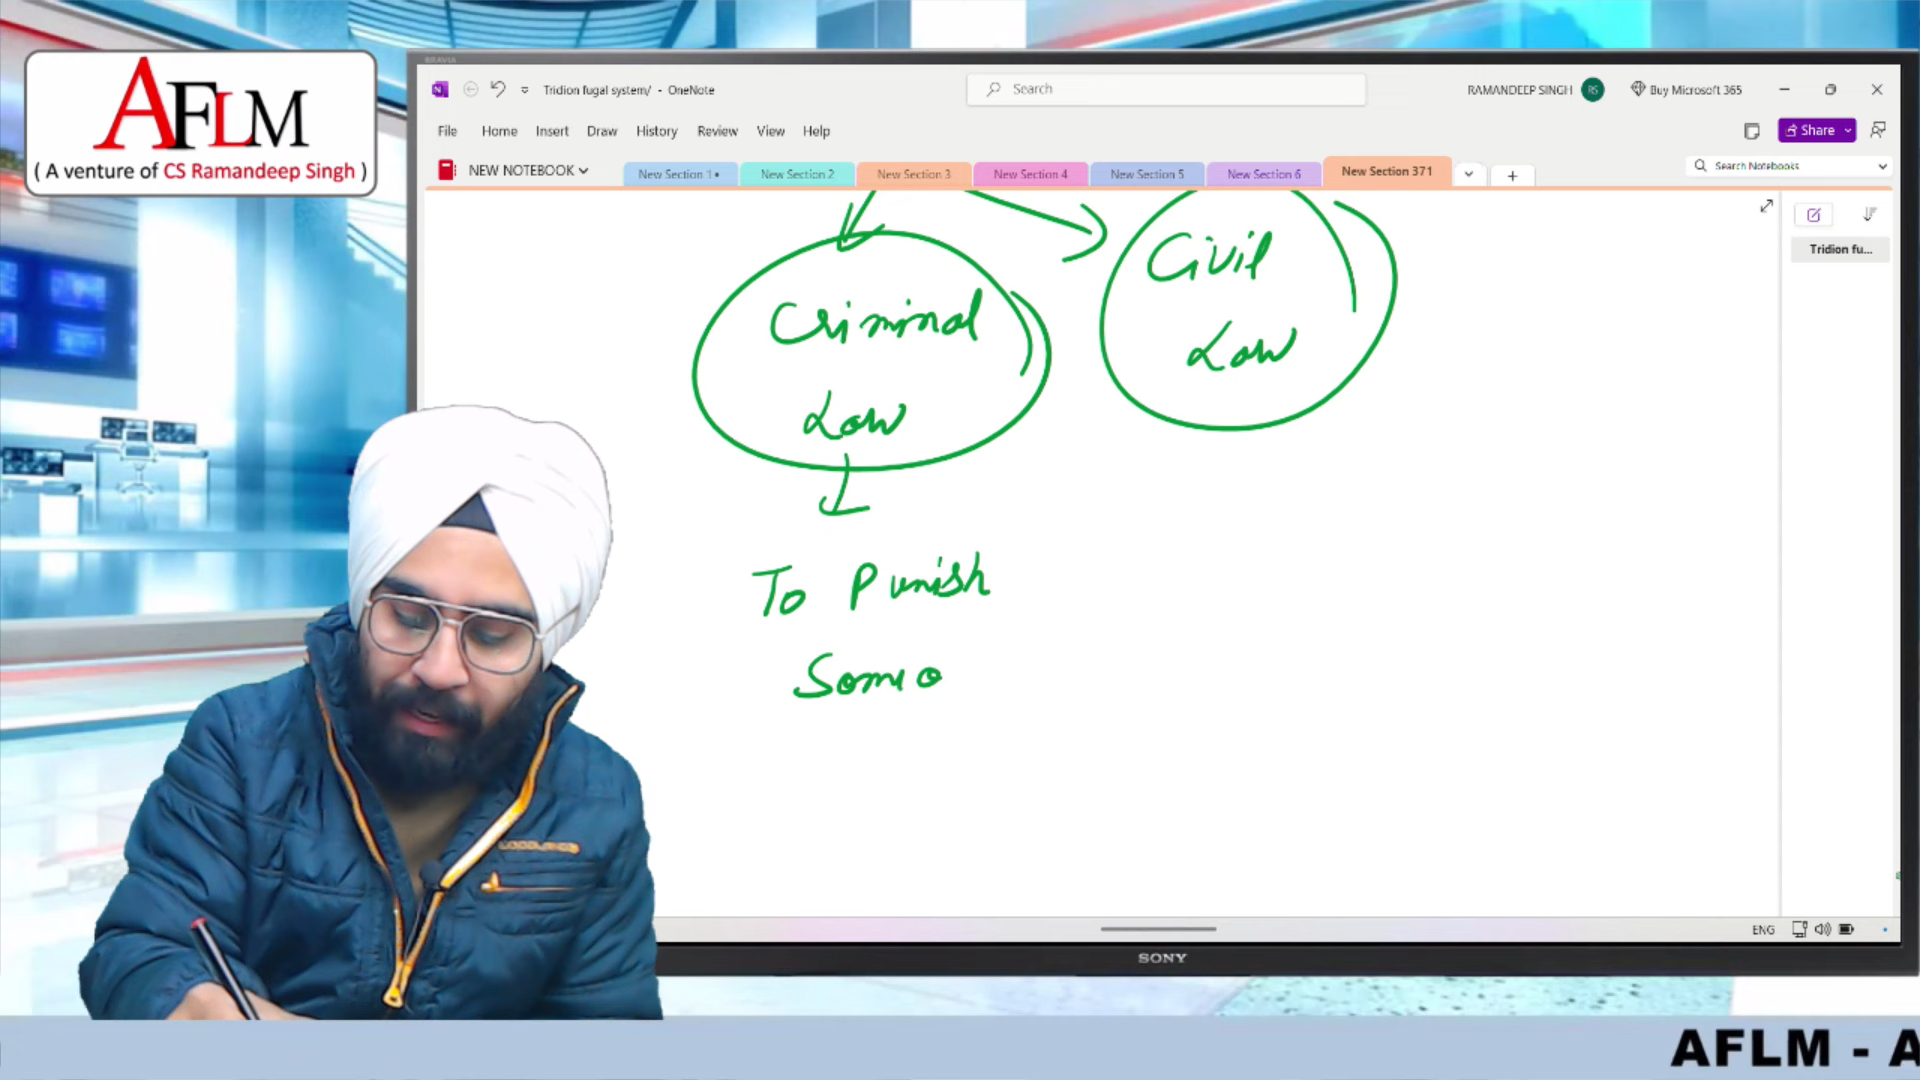 AFLM
( A venture of CS Ramandeep Singh )
BRAVIA
Tridion fugal system/ - OneNote
Search
RAMANDEEP SINGH
RS
Buy Microsoft 365
File
Home
Insert
Draw
History
Review
View
Help
Share
NEW NOTEBOOK
New Section 1
New Section 2
New Section 3
New Section 4
New Section 5
New Section 6
New Section 371
Search Notebooks
Tridion fu...
Civil
Law
Criminal
Law
To Punish
Someo
ENG
SONY
AFLM - A